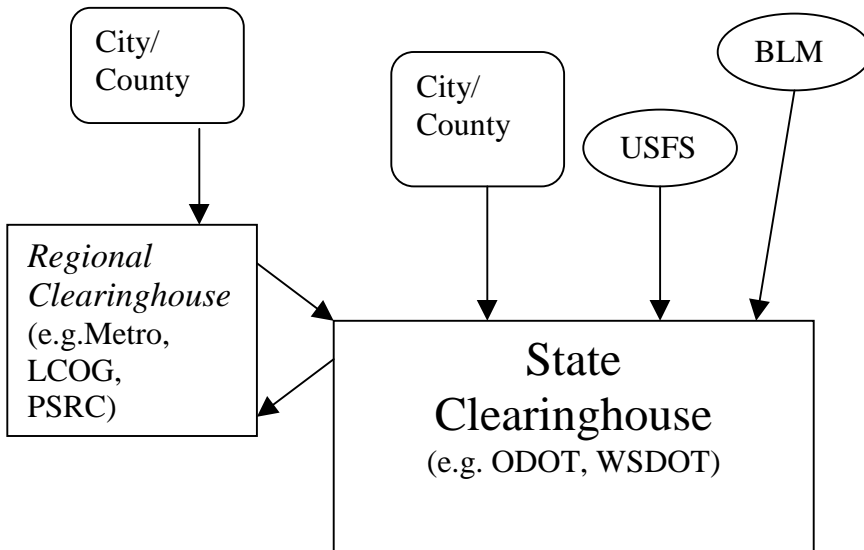 City/
County
City/
County
USFS
BLM
Regional
Clearinghouse
(e.g.Metro,
LCOG,
PSRC)
State
Clearinghouse
(e.g. ODOT, WSDOT)